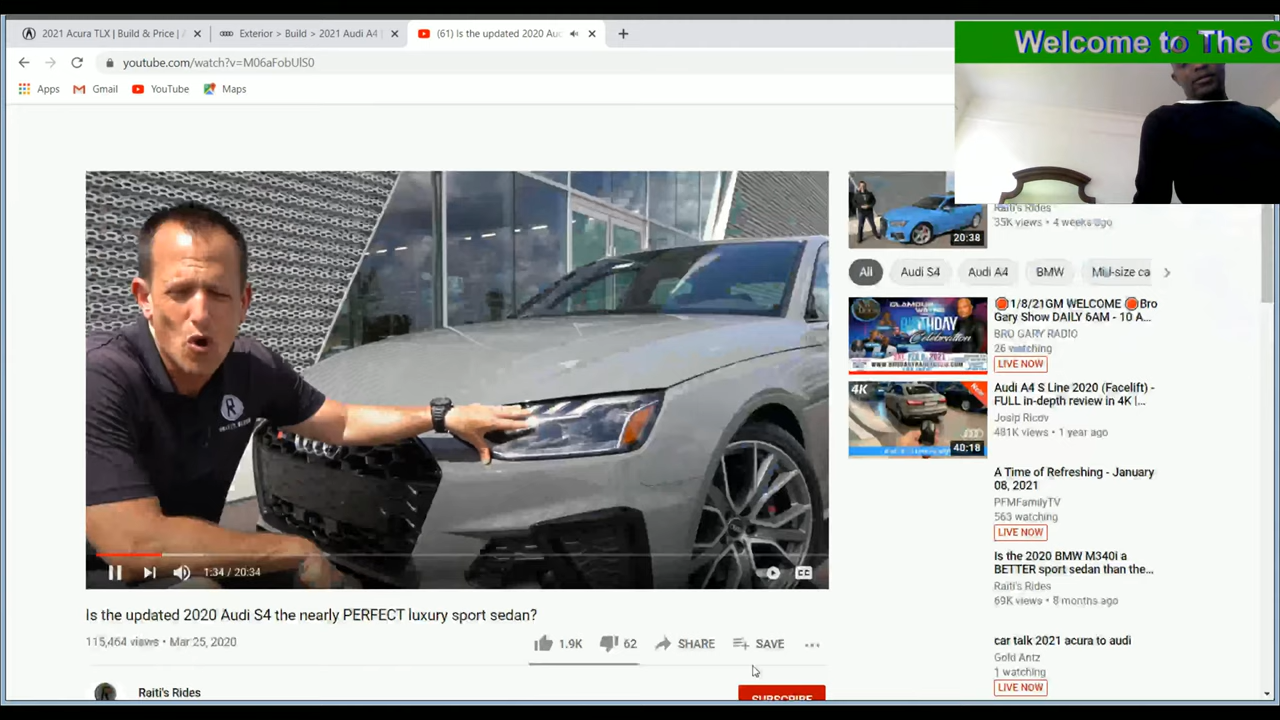 2021 Acura TLX | Build & Price | A
Exterior > Build > 2021 Audi A4 |
(61) Is the updated 2020 Aud
Welcome to The G
youtube.com/watch?v=M06aFobUlS0
Apps
Gmail
YouTube
Maps
Raiti's Rides
35K views • 4 weeks ago
20:38
All
Audi S4
Audi A4
BMW
Mid-size ca
1/8/21GM WELCOME Bro
Gary Show DAILY 6AM - 10 A...
BRO GARY RADIO
26 watching
LIVE NOW
BIRTHDAY
Celebration
4K
New
40:18
Audi A4 S Line 2020 (Facelift) -
FULL in-depth review in 4K |...
Josip Ricov
481K views • 1 year ago
A Time of Refreshing - January
08, 2021
PFMFamilyTV
563 watching
LIVE NOW
Is the 2020 BMW M340i a
BETTER sport sedan than the...
Raiti's Rides
69K views • 8 months ago
car talk 2021 acura to audi
Gold Antz
1 watching
LIVE NOW
R
1:34 / 20:34
CC
Is the updated 2020 Audi S4 the nearly PERFECT luxury sport sedan?
115,464 views • Mar 25, 2020
1.9K
62
SHARE
SAVE
Raiti's Rides
SUBSCRIBE